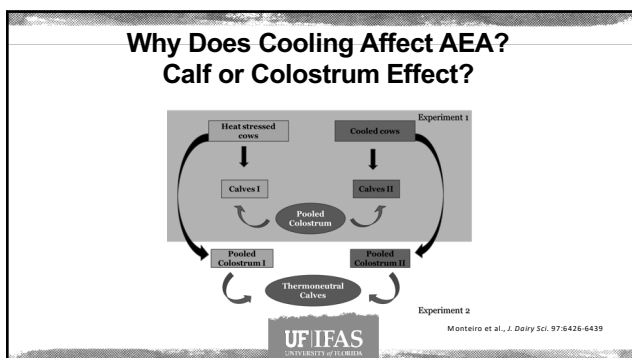 Why Does Cooling Affect AEA?
Calf or Colostrum Effect?
Experiment 1
Heat stressed
cows
Cooled cows
Calves I
Calves II
Pooled
Colostrum
Pooled
Colostrum I
Pooled
Colostrum II
Thermoneutral
Calves
Experiment 2
Monteiro et al., J. Dairy Sci. 97:6426-6439
UF|IFAS
UNIVERSITY of FLORIDA